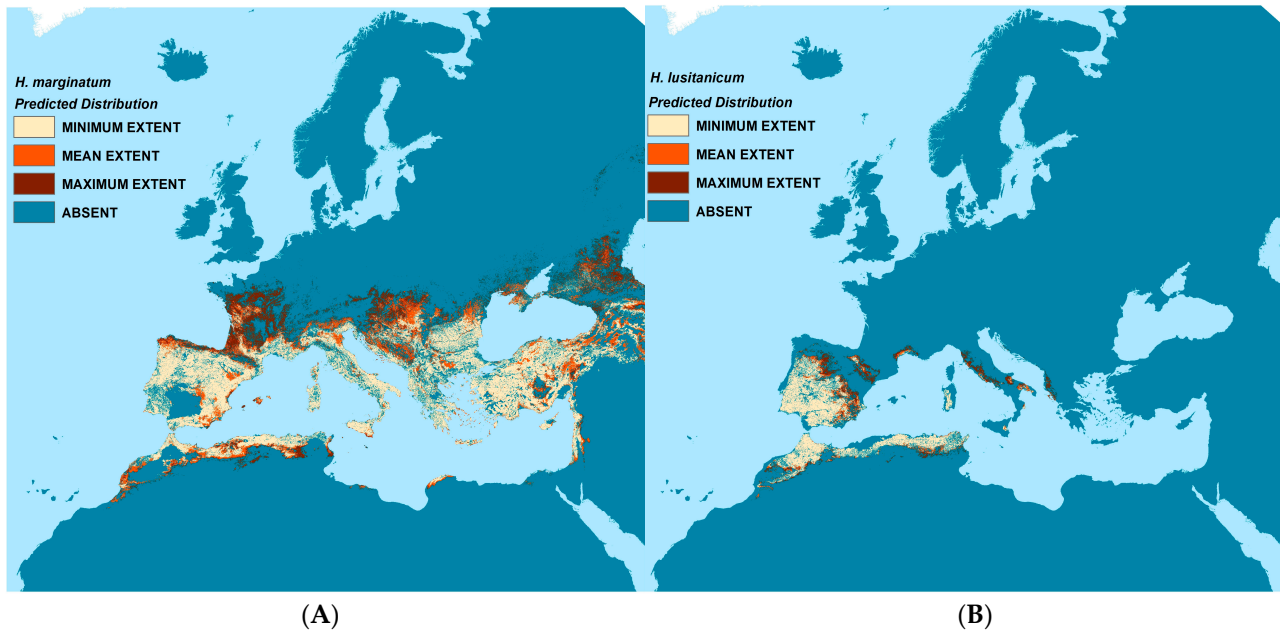 H. marginatum
Predicted Distribution
MINIMUM EXTENT
MEAN EXTENT
MAXIMUM EXTENT
ABSENT
H. lusitanicum
Predicted Distribution
MINIMUM EXTENT
MEAN EXTENT
MAXIMUM EXTENT
ABSENT
(A)
(B)